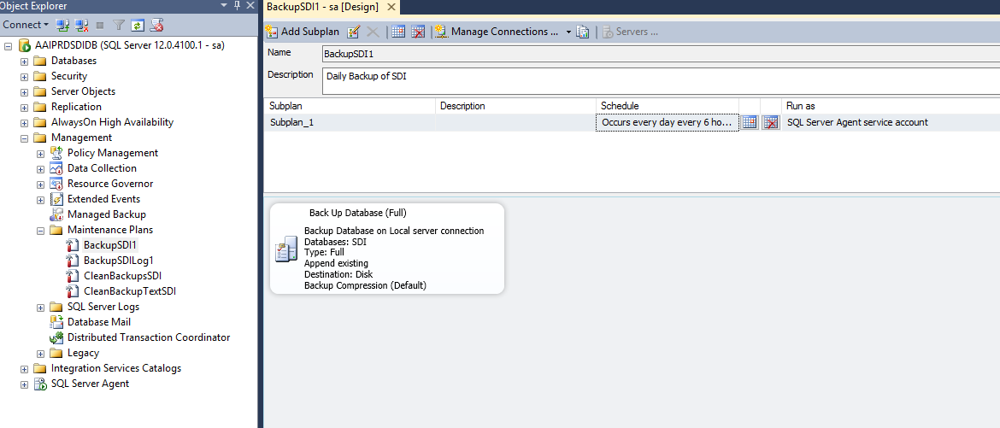 Object Explorer
Connect
AAIPRDSDIDB (SQL Server 12.0.4100.1 - sa)
Databases
Security
Server Objects
Replication
AlwaysOn High Availability
Management
Policy Management
Data Collection
Resource Governor
Extended Events
Managed Backup
Maintenance Plans
BackupSDI1
BackupSDILog1
CleanBackupsSDI
CleanBackupTextSDI
SQL Server Logs
Database Mail
Distributed Transaction Coordinator
Legacy
Integration Services Catalogs
SQL Server Agent
BackupSDI1 - sa [Design]
Add Subplan Manage Connections ... Servers ...
Name BackupSDI1
Description Daily Backup of SDI
Subplan Description Schedule Run as
Subplan_1 Occurs every day every 6 ho... SQL Server Agent service account
Back Up Database (Full)
Backup Database on Local server connection
Databases: SDI
Type: Full
Append existing
Destination: Disk
Backup Compression (Default)